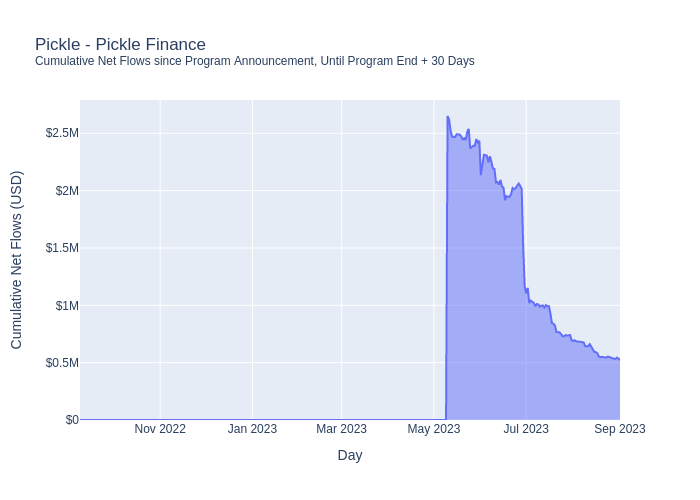 Pickle - Pickle Finance
Cumulative Net Flows since Program Announcement, Until Program End + 30 Days
Cumulative Net Flows (USD)
$2.5M
$2M
$1.5M
$1M
$0.5M
$0
Nov 2022 Jan 2023 Mar 2023 May 2023 Jul 2023 Sep 2023
Day